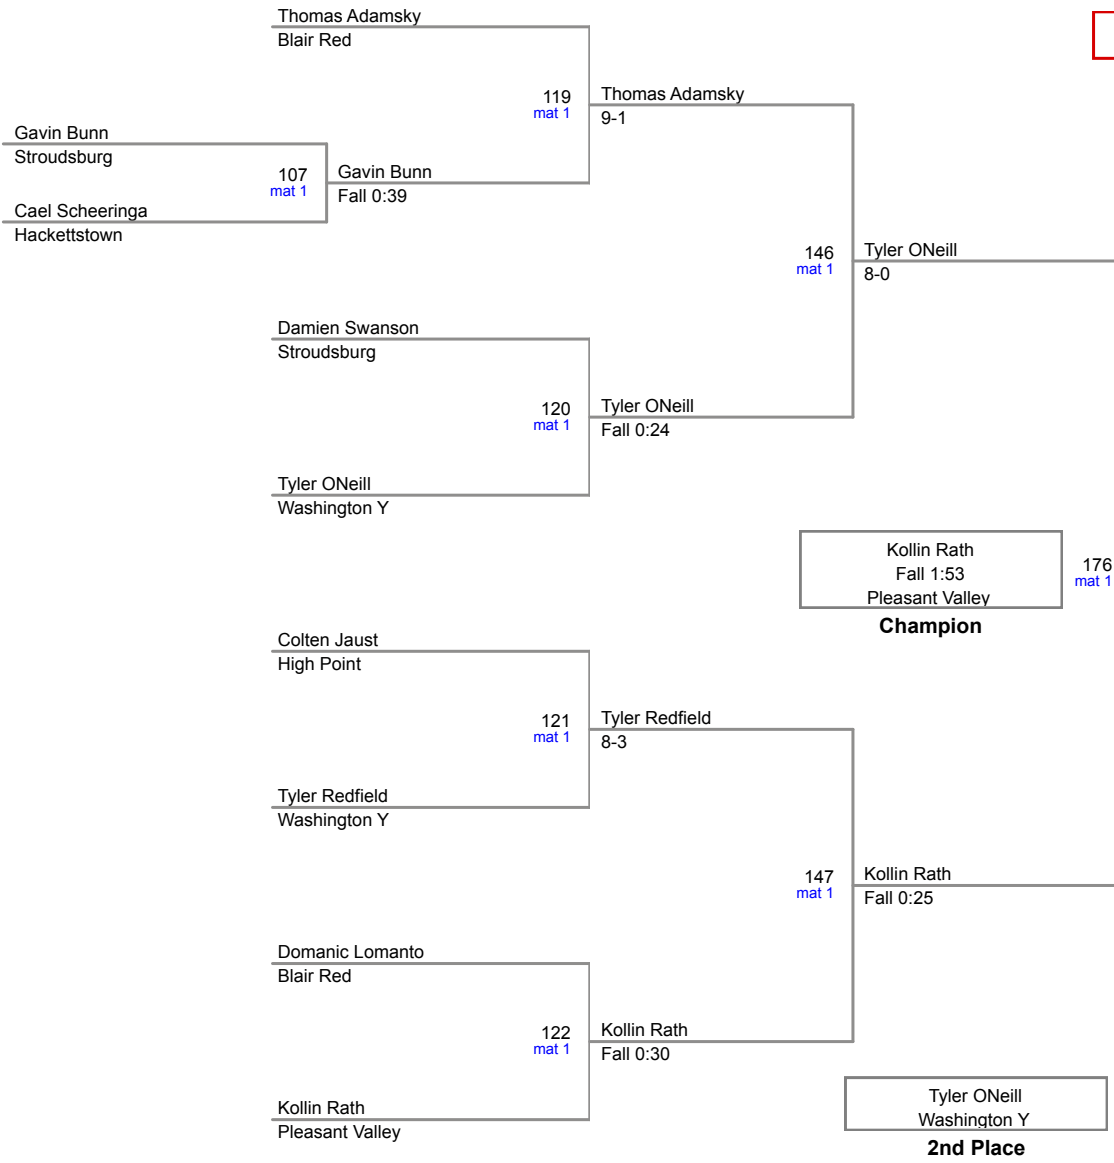 Thomas Adamsky
Blair Red
119
mat 1
Thomas Adamsky
9-1
Gavin Bunn
Stroudsburg
107
mat 1
Gavin Bunn
Fall 0:39
Cael Scheeringa
Hackettstown
146
mat 1
Tyler ONeill
8-0
Damien Swanson
Stroudsburg
120
mat 1
Tyler ONeill
Fall 0:24
Tyler ONeill
Washington Y
Kollin Rath
Fall 1:53
Pleasant Valley
176
mat 1
Champion
Colten Jaust
High Point
121
mat 1
Tyler Redfield
8-3
Tyler Redfield
Washington Y
147
mat 1
Kollin Rath
Fall 0:25
Domanic Lomanto
Blair Red
122
mat 1
Kollin Rath
Fall 0:30
Kollin Rath
Pleasant Valley
Tyler ONeill
Washington Y
2nd Place